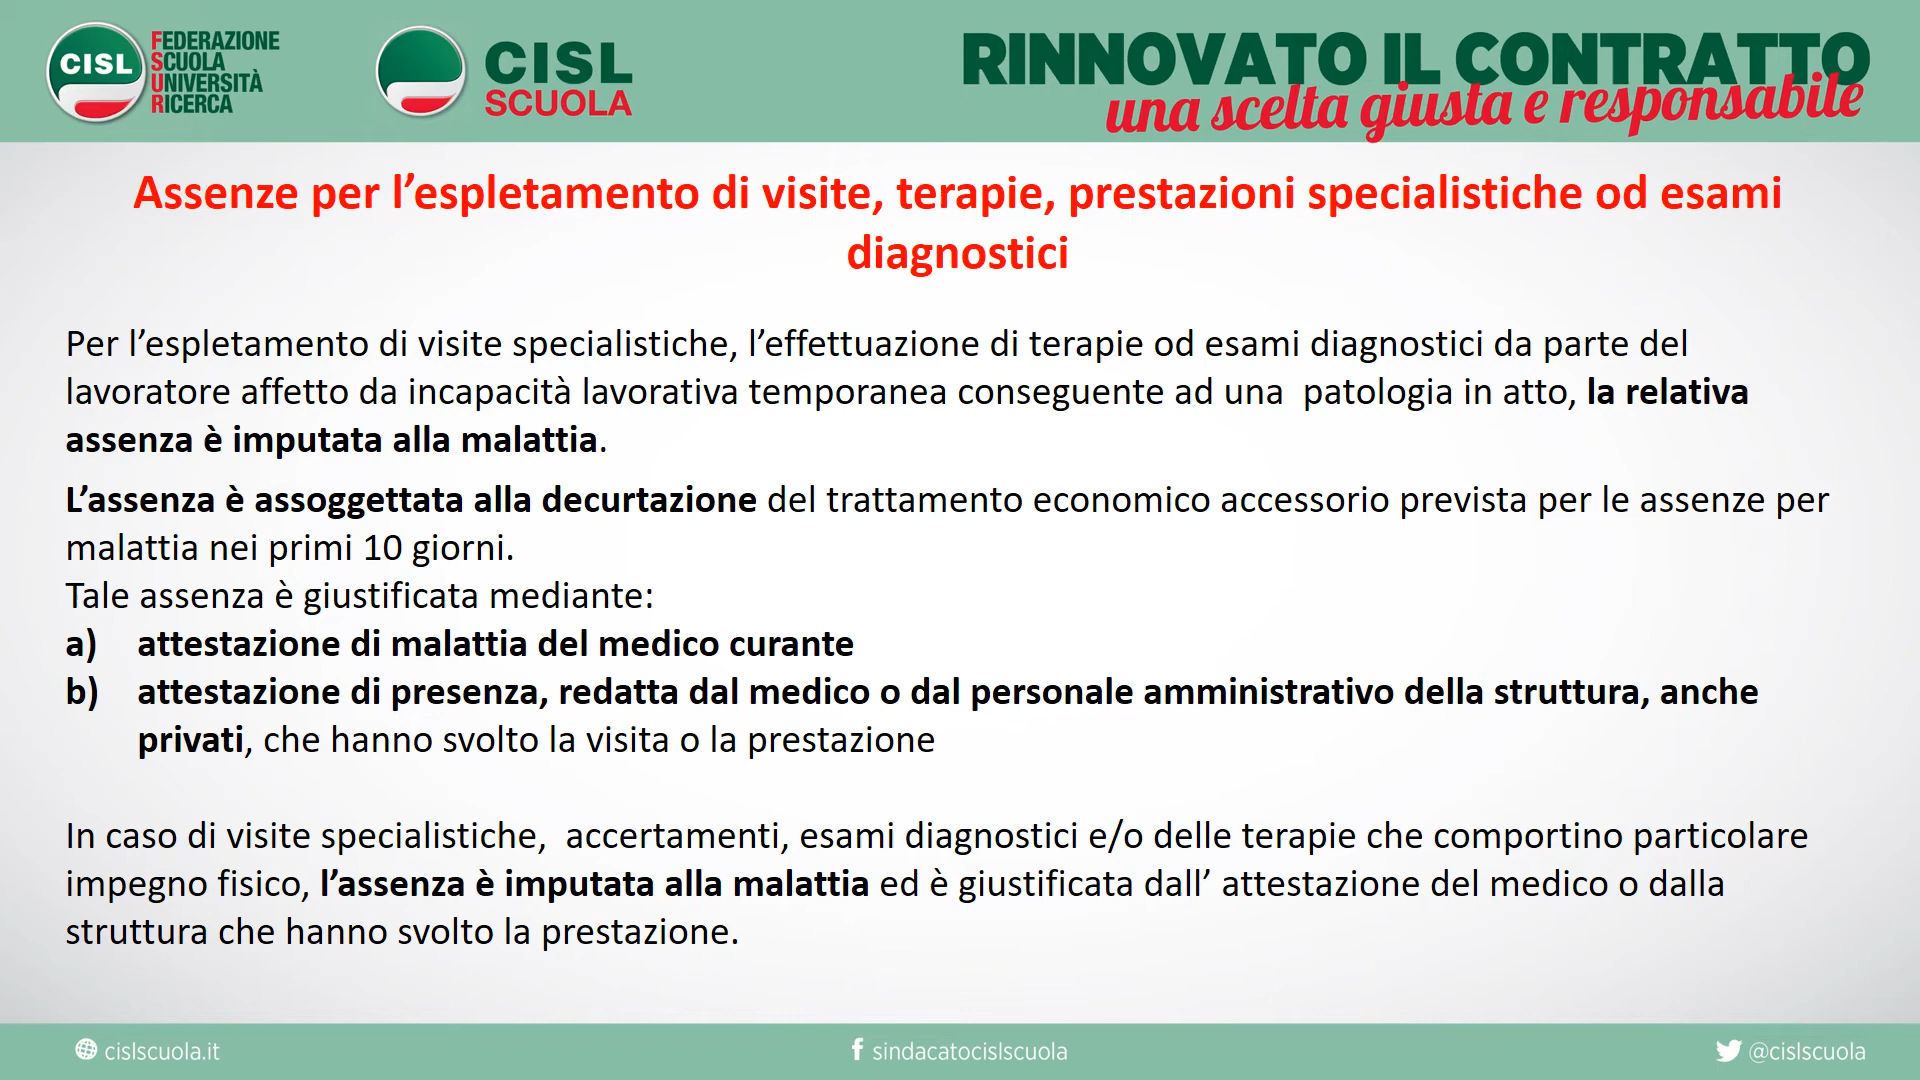 CISL
FEDERAZIONE
SCUOLA
UNIVERSITÀ
RICERCA
CISL
SCUOLA
RINNOVATO IL CONTRATTO
una scelta giusta e responsabile
Assenze per l’espletamento di visite, terapie, prestazioni specialistiche od esami
diagnostici
Per l’espletamento di visite specialistiche, l’effettuazione di terapie od esami diagnostici da parte del
lavoratore affetto da incapacità lavorativa temporanea conseguente ad una  patologia in atto, la relativa
assenza è imputata alla malattia.
L’assenza è assoggettata alla decurtazione del trattamento economico accessorio prevista per le assenze per
malattia nei primi 10 giorni.
Tale assenza è giustificata mediante:
a) attestazione di malattia del medico curante
b) attestazione di presenza, redatta dal medico o dal personale amministrativo della struttura, anche
privati, che hanno svolto la visita o la prestazione
In caso di visite specialistiche,  accertamenti, esami diagnostici e/o delle terapie che comportino particolare
impegno fisico, l’assenza è imputata alla malattia ed è giustificata dall’ attestazione del medico o dalla
struttura che hanno svolto la prestazione.
cislscuola.it
sindacatocislscuola
@cislscuola